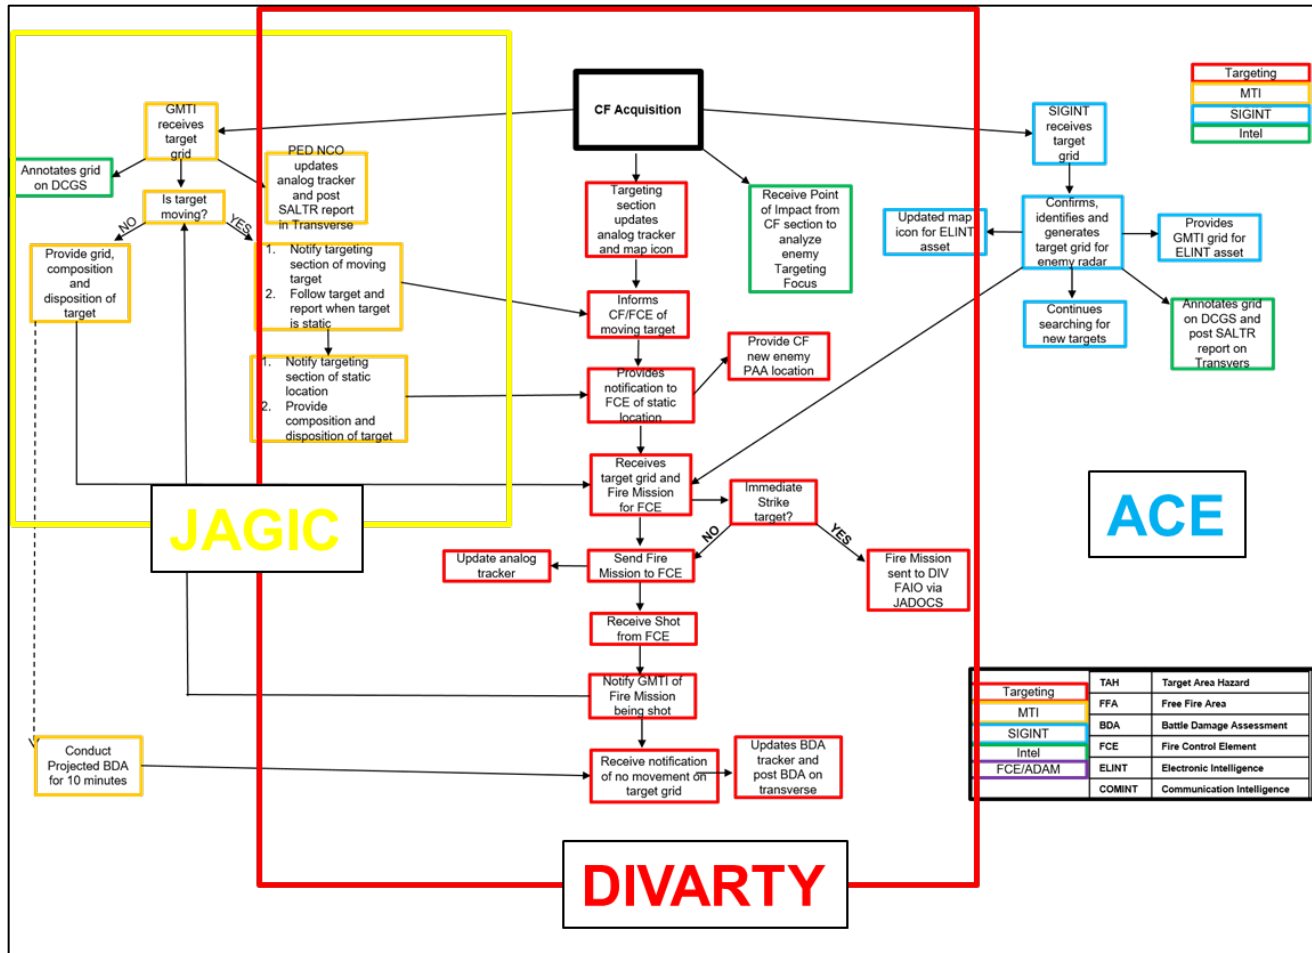 CF Acquisition
GMTI
receives
target
grid
Annotates grid
on DCGS
PED NCO
updates
analog tracker
and post
SALTR report
in Transverse
Is target
moving?
NO
YES
Provide grid,
composition
and
disposition of
target
1. Notify targeting
section of moving
target
2. Follow target and
report when target
is static
1. Notify targeting
section of static
location
2. Provide
composition and
disposition of target
JAGIC
Conduct
Projected BDA
for 10 minutes
Targeting
section
updates
analog tracker
and map icon
Receive Point
of Impact from
CF section to
analyze
enemy
Targeting
Focus
Informs
CF/FCE of
moving target
Provide CF
new enemy
PAA location
Provides
notification to
FCE of static
location
Receives
target grid and
Fire Mission
for FCE
Immediate
Strike
target?
NO
YES
Update analog
tracker
Send Fire
Mission to FCE
Fire Mission
sent to DIV
FAIO via
JADOCS
Receive Shot
from FCE
Notify GMTI of
Fire Mission
being shot
Receive notification
of no movement on
target grid
Updates BDA
tracker and
post BDA on
transverse
DIVARTY
SIGINT
receives
target
grid
Updated map
icon for ELINT
asset
Confirms,
identifies and
generates
target grid for
enemy radar
Provides
GMTI grid for
ELINT asset
Continues
searching for
new targets
Annotates grid
on DCGS and
post SALTR
report on
Transvers
ACE
Targeting
MTI
SIGINT
Intel
Targeting
MTI
SIGINT
Intel
FCE/ADAM
TAH Target Area Hazard
FFA Free Fire Area
BDA Battle Damage Assessment
FCE Fire Control Element
ELINT Electronic Intelligence
COMINT Communication Intelligence